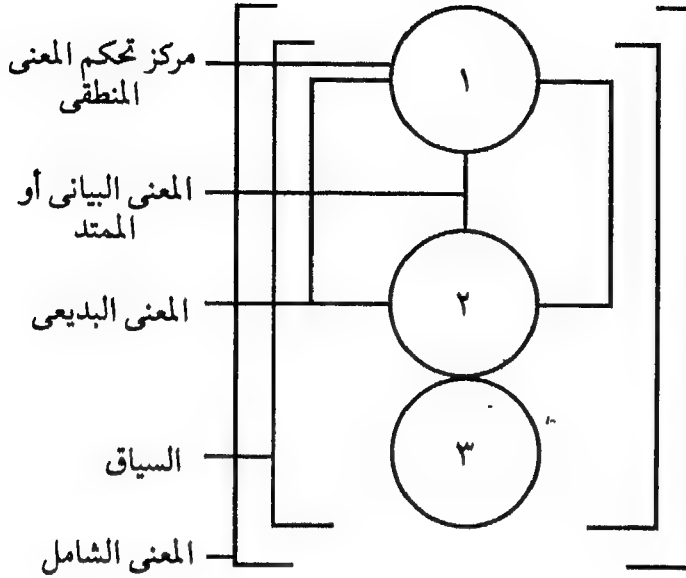 مركز تحكم المعنى
المنطقى
١
المعنى البيانى أو
الممتد
المعنى البديعى
٢
السياق
٣
المعنى الشامل